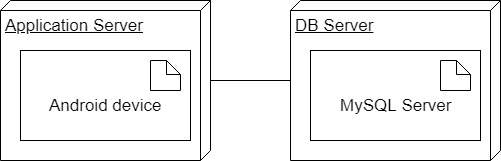 Application Server
Android device
DB Server
MySQL Server